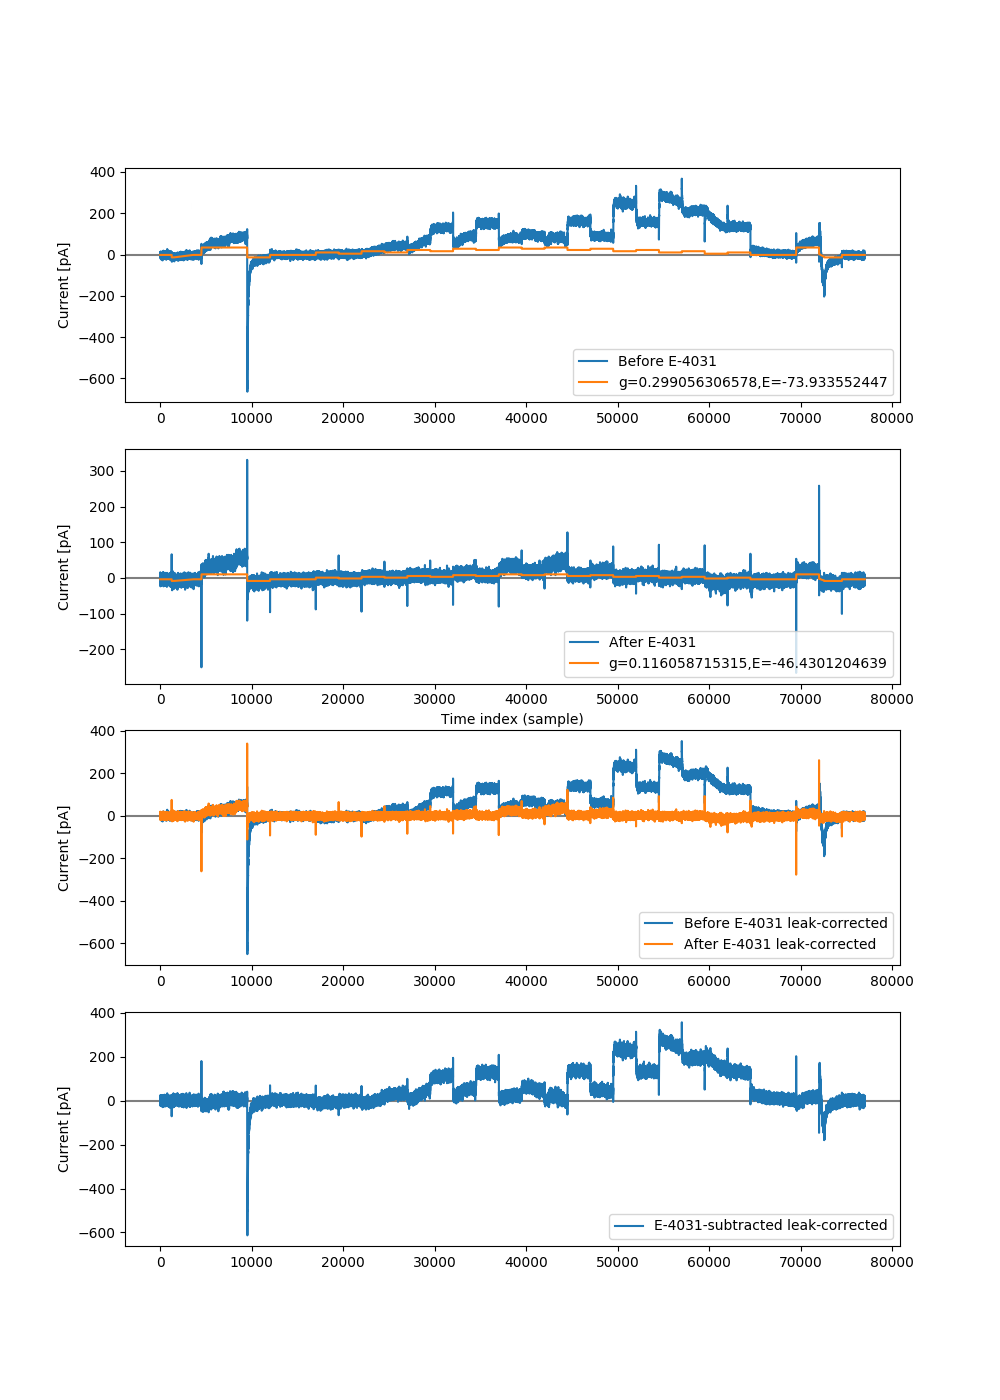 400
200
0
−200
−400
−600
Current [pA]
Before E-4031
g=0.299056306578,E=-73.933552447
0 10000 20000 30000 40000 50000 60000 70000 80000
300
200
100
0
−100
−200
Current [pA]
After E-4031
g=0.116058715315,E=-46.4301204639
0 10000 20000 30000 40000 50000 60000 70000 80000
Time index (sample)
400
200
0
−200
−400
−600
Current [pA]
Before E-4031 leak-corrected
After E-4031 leak-corrected
0 10000 20000 30000 40000 50000 60000 70000 80000
400
200
0
−200
−400
−600
Current [pA]
E-4031-subtracted leak-corrected
0 10000 20000 30000 40000 50000 60000 70000 80000